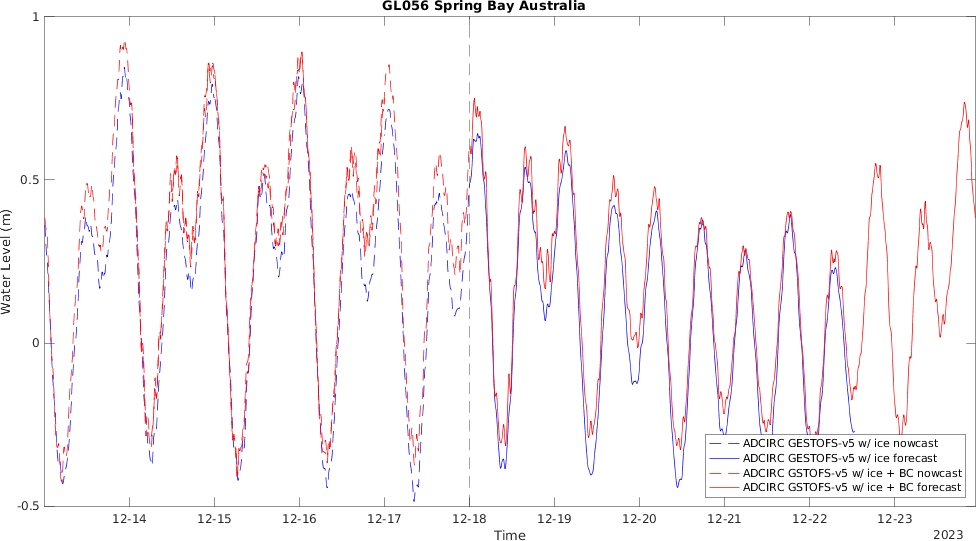 GL056 Spring Bay Australia
1
0.5
0
-0.5
Water Level (m)
12-14 12-15 12-16 12-17 12-18 12-19 12-20 12-21 12-22 12-23
Time
2023
ADCIRC GESTOFS-v5 w/ ice nowcast
ADCIRC GESTOFS-v5 w/ ice forecast
ADCIRC GSTOFS-v5 w/ ice + BC nowcast
ADCIRC GSTOFS-v5 w/ ice + BC forecast